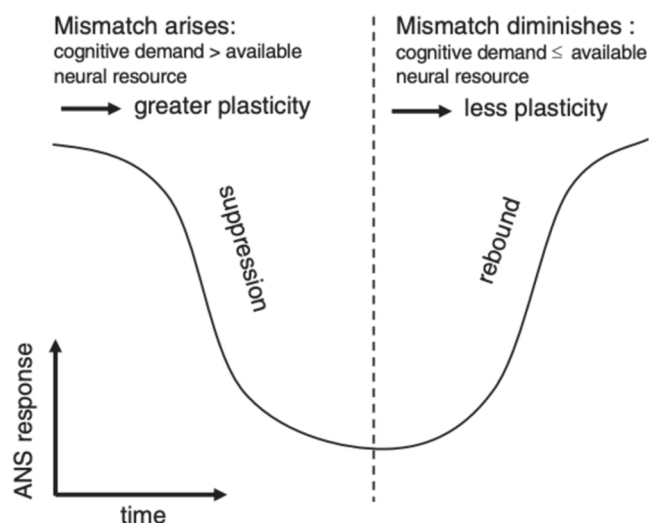 Mismatch arises:
cognitive demand > available
neural resource
→ greater plasticity
Mismatch diminishes :
cognitive demand ≤ available
neural resource
→ less plasticity
suppression
rebound
ANS response
time